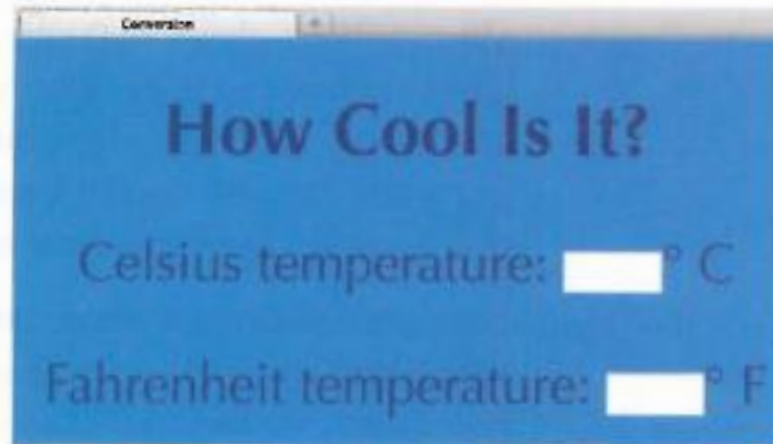 Conversion
How Cool Is It?
Celsius temperature: ° C
Fahrenheit temperature: ° F